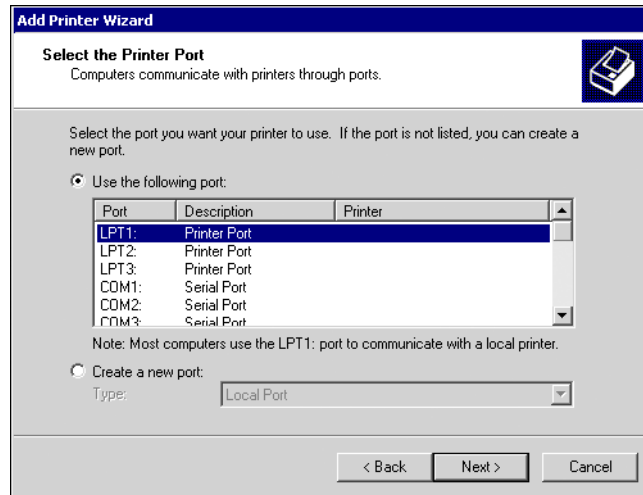 Add Printer Wizard
Select the Printer Port
Computers communicate with printers through ports.
Select the port you want your printer to use. If the port is not listed, you can create a
new port.
Use the following port:
Port Description Printer
LPT1: Printer Port
LPT2: Printer Port
LPT3: Printer Port
COM1: Serial Port
COM2: Serial Port
COM3: Serial Port
Note: Most computers use the LPT1: port to communicate with a local printer.
Create a new port:
Type: Local Port
< Back Next > Cancel